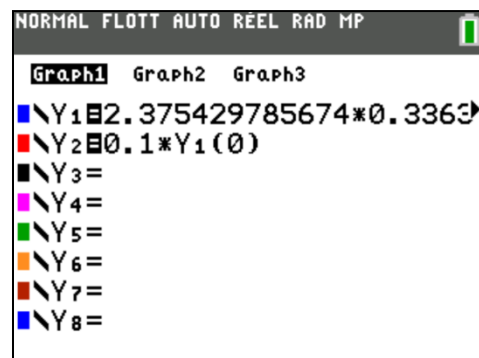 NORMAL FLOTT AUTO RÉEL RAD MP
Graph1 Graph2 Graph3
\Y1=2.375429785674*0.3363
\Y2=0.1*Y1(0)
\Y3=
\Y4=
\Y5=
\Y6=
\Y7=
\Y8=